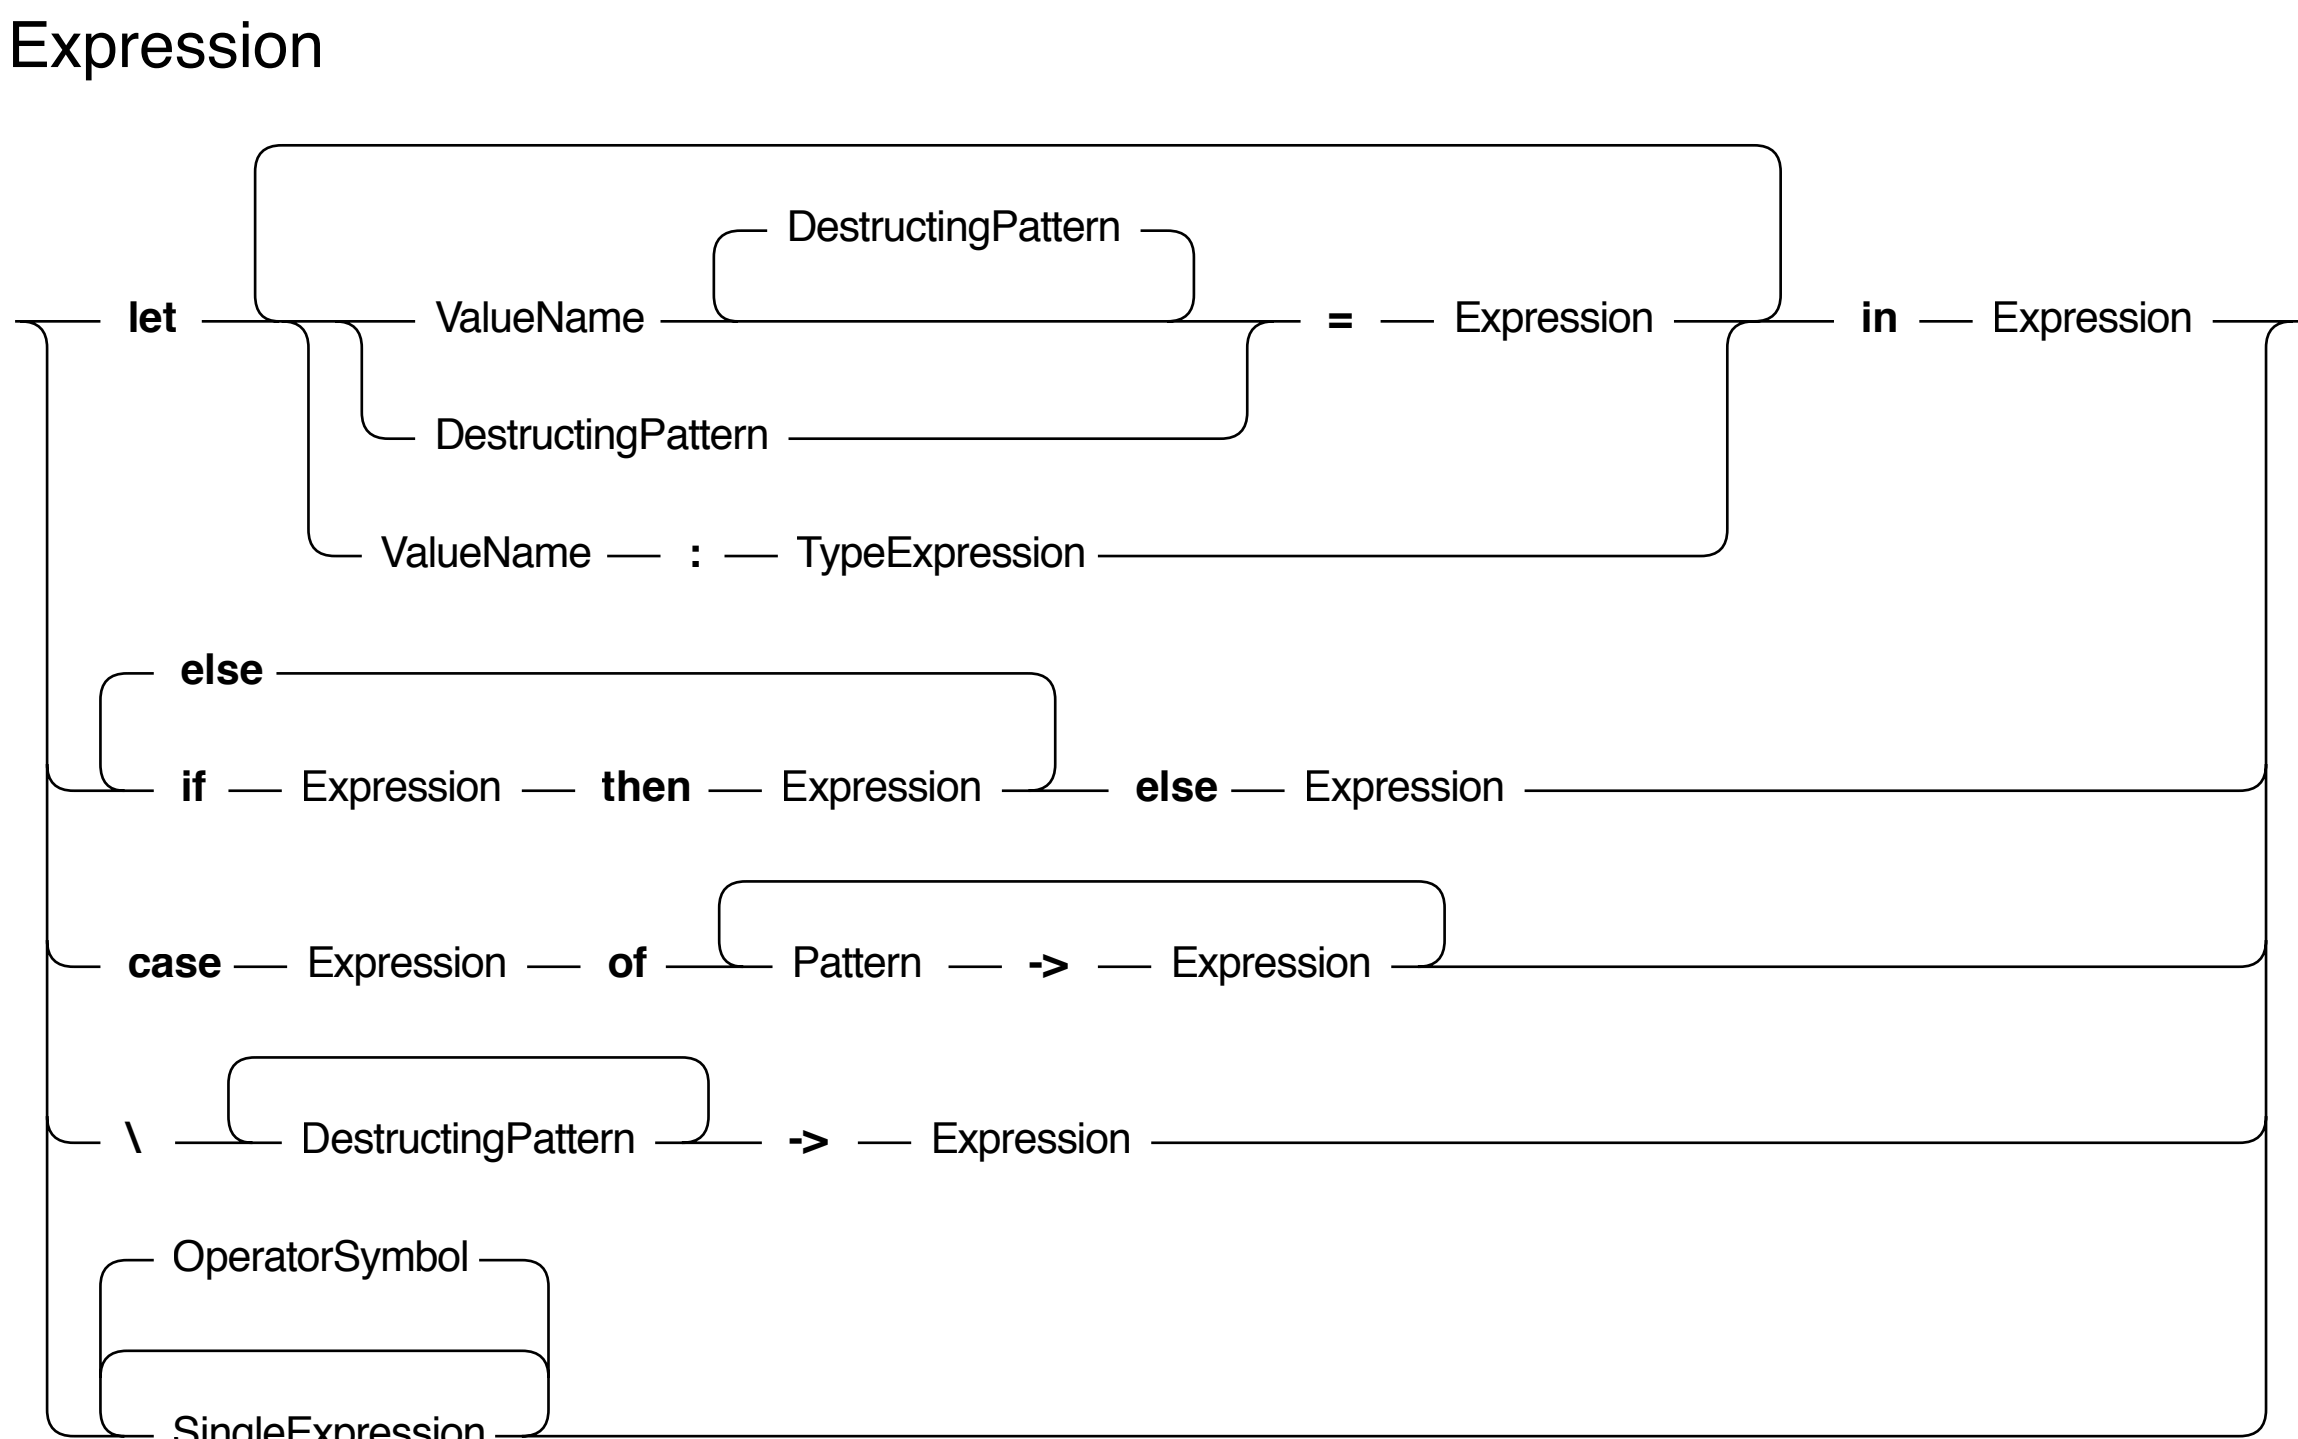 Expression
DestructingPattern
let ValueName = Expression in Expression
DestructingPattern
ValueName : TypeExpression
else
if Expression then Expression else Expression
case Expression of Pattern -> Expression
\ DestructingPattern -> Expression
OperatorSymbol
SingleExpression